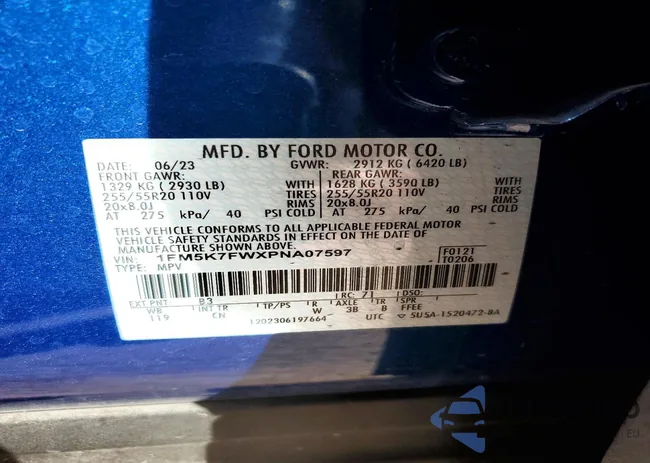 MFD. BY FORD MOTOR CO.
DATE: 06/23 GVWR: 2912 KG ( 6420 LB)
FRONT GAWR: REAR GAWR:
1329 KG ( 2930 LB) WITH 1628 KG ( 3590 LB) WITH
255/55R20 110V TIRES 255/55R20 110V TIRES
20x8.0J RIMS 20x8.0J RIMS
AT 275 kPa/ 40 PSI COLD AT 275 kPa/ 40 PSI COLD
THIS VEHICLE CONFORMS TO ALL APPLICABLE FEDERAL MOTOR
VEHICLE SAFETY STANDARDS IN EFFECT ON THE DATE OF
MANUFACTURE SHOWN ABOVE.
VIN: 1FM5K7FWXPNA07597 F0121
TYPE: MPV T0206
EXT PNT: B3 RC: 71 DSO:
WB INT TR TP/PS R AXLE TR SPR
119 CN W 3B B FFEE
1202306197664 UTC ▽ 5USA-1520472-BA
EU